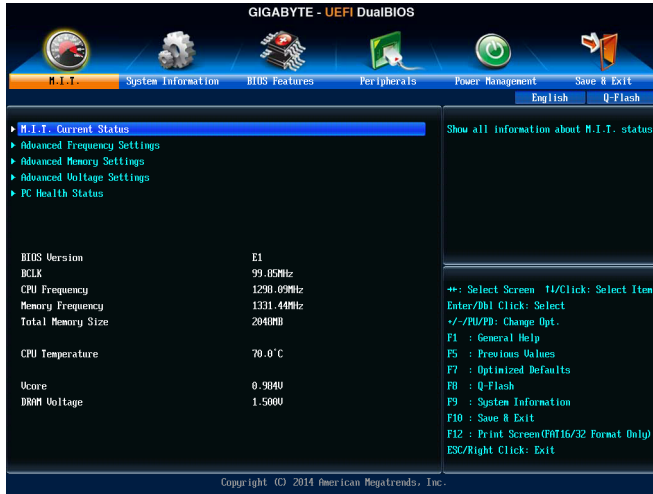 GIGABYTE - UEFI DualBIOS
M.I.T. System Information BIOS Features Peripherals Power Management Save & Exit
English Q-Flash
M.I.T. Current Status
Advanced Frequency Settings
Advanced Memory Settings
Advanced Voltage Settings
PC Health Status
BIOS Version E1
BCLK 99.85MHz
CPU Frequency 1298.09MHz
Memory Frequency 1331.44MHz
Total Memory Size 2048MB
CPU Temperature 70.0°C
Vcore 0.984V
DRAM Voltage 1.500V
Show all information about M.I.T. status
→←: Select Screen ↑↓/Click: Select Item
Enter/Dbl Click: Select
+/-/PU/PD: Change Opt.
F1 : General Help
F5 : Previous Values
F7 : Optimized Defaults
F8 : Q-Flash
F9 : System Information
F10 : Save & Exit
F12 : Print Screen(FAT16/32 Format Only)
ESC/Right Click: Exit
Copyright (C) 2014 American Megatrends, Inc.